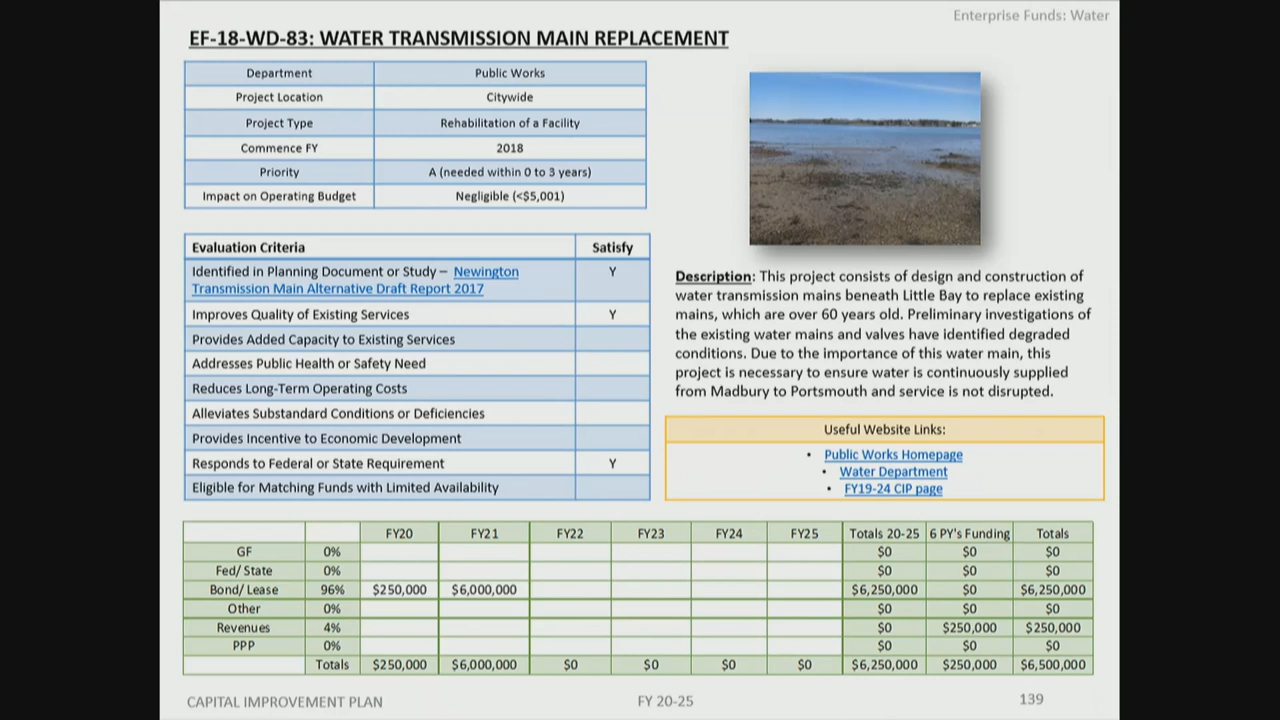 Enterprise Funds: Water
EF-18-WD-83: WATER TRANSMISSION MAIN REPLACEMENT
Department Public Works
Project Location Citywide
Project Type Rehabilitation of a Facility
Commence FY 2018
Priority A (needed within 0 to 3 years)
Impact on Operating Budget Negligible (<$5,001)
Evaluation Criteria Satisfy
Identified in Planning Document or Study – Newington Y
Transmission Main Alternative Draft Report 2017
Improves Quality of Existing Services Y
Provides Added Capacity to Existing Services
Addresses Public Health or Safety Need
Reduces Long-Term Operating Costs
Alleviates Substandard Conditions or Deficiencies
Provides Incentive to Economic Development
Responds to Federal or State Requirement Y
Eligible for Matching Funds with Limited Availability
Description: This project consists of design and construction of
water transmission mains beneath Little Bay to replace existing
mains, which are over 60 years old. Preliminary investigations of
the existing water mains and valves have identified degraded
conditions. Due to the importance of this water main, this
project is necessary to ensure water is continuously supplied
from Madbury to Portsmouth and service is not disrupted.
Useful Website Links:
• Public Works Homepage
• Water Department
• FY19-24 CIP page
FY20 FY21 FY22 FY23 FY24 FY25 Totals 20-25 6 PY's Funding Totals
GF 0% $0 $0 $0
Fed/ State 0% $0 $0 $0
Bond/ Lease 96% $250,000 $6,000,000 $6,250,000 $0 $6,250,000
Other 0% $0 $0 $0
Revenues 4% $0 $250,000 $250,000
PPP 0% $0 $0 $0
Totals $250,000 $6,000,000 $0 $0 $0 $0 $6,250,000 $250,000 $6,500,000
CAPITAL IMPROVEMENT PLAN FY 20-25 139